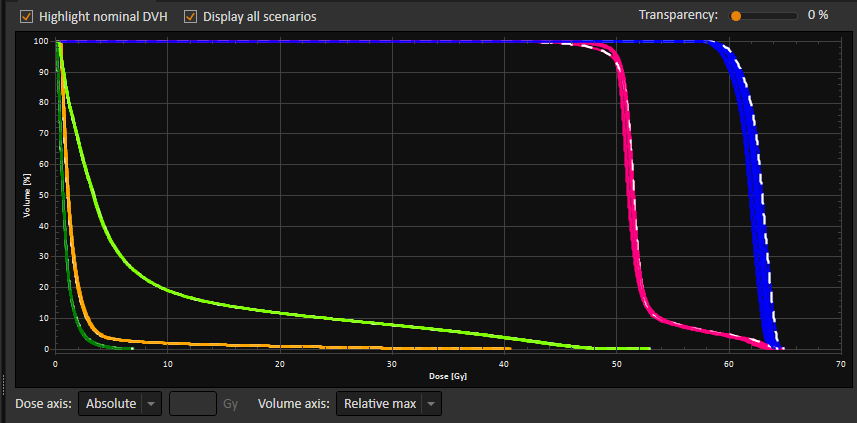 Highlight nominal DVH Display all scenarios Transparency: 0 %
100
90
80
70
60
50
40
30
20
10
0
Volume [%]
0 10 20 30 40 50 60 70
Dose [Gy]
Dose axis: Absolute Gy Volume axis: Relative max